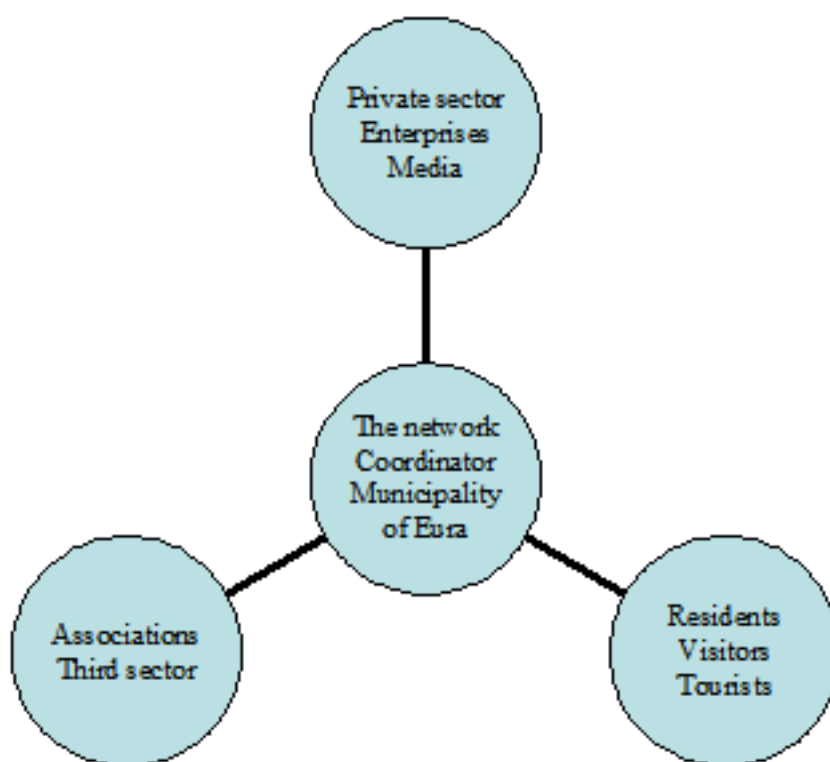 Private sector
Enterprises
Media
The network
Coordinator
Municipality
of Eura
Associations
Third sector
Residents
Visitors
Tourists